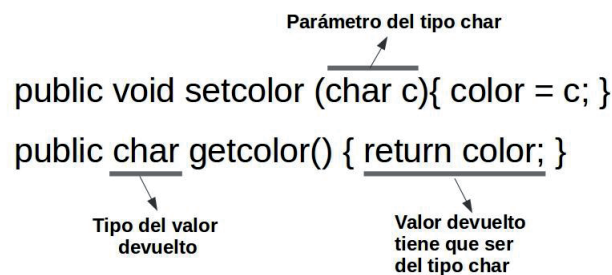 Parámetro del tipo char
public void setcolor (char c){ color = c; }
public char getcolor() { return color; }
Tipo del valor
devuelto
Valor devuelto
tiene que ser
del tipo char